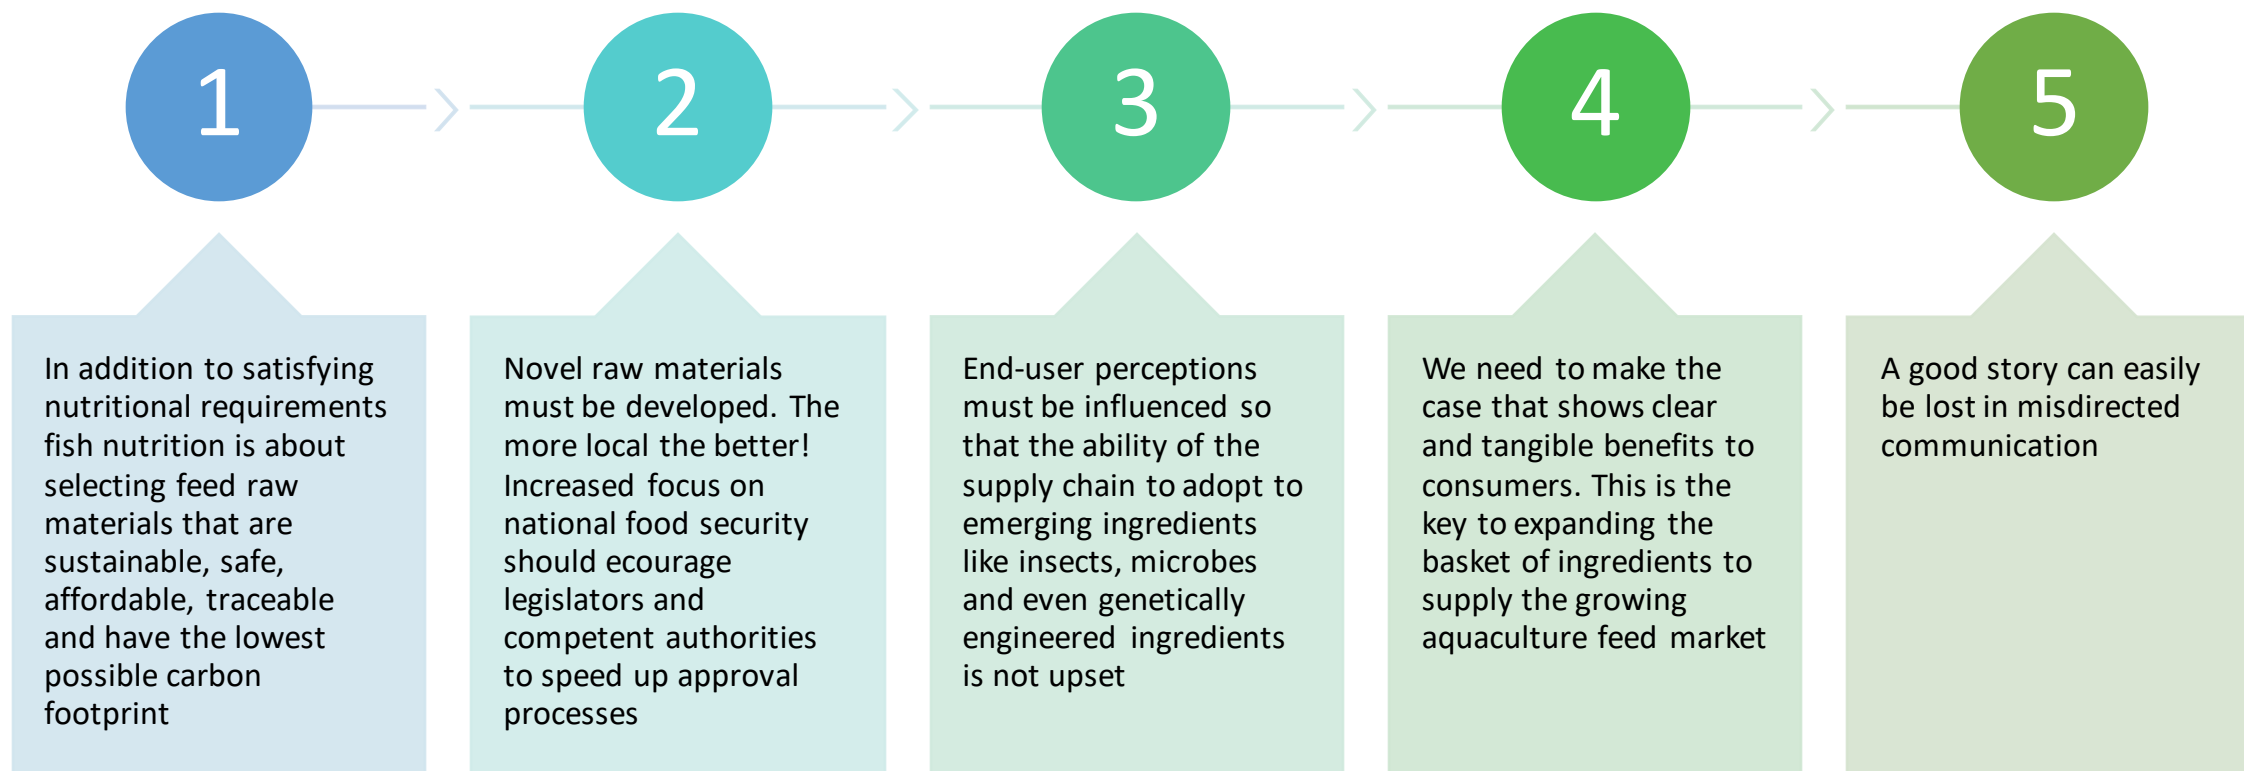 1
In addition to satisfying
nutritional requirements
fish nutrition is about
selecting feed raw
materials that are
sustainable, safe,
affordable, traceable
and have the lowest
possible carbon
footprint
2
Novel raw materials
must be developed. The
more local the better!
Increased focus on
national food security
should ecourage
legislators and
competent authorities
to speed up approval
processes
3
End-user perceptions
must be influenced so
that the ability of the
supply chain to adopt to
emerging ingredients
like insects, microbes
and even genetically
engineered ingredients
is not upset
4
We need to make the
case that shows clear
and tangible benefits to
consumers. This is the
key to expanding the
basket of ingredients to
supply the growing
aquaculture feed market
5
A good story can easily
be lost in misdirected
communication